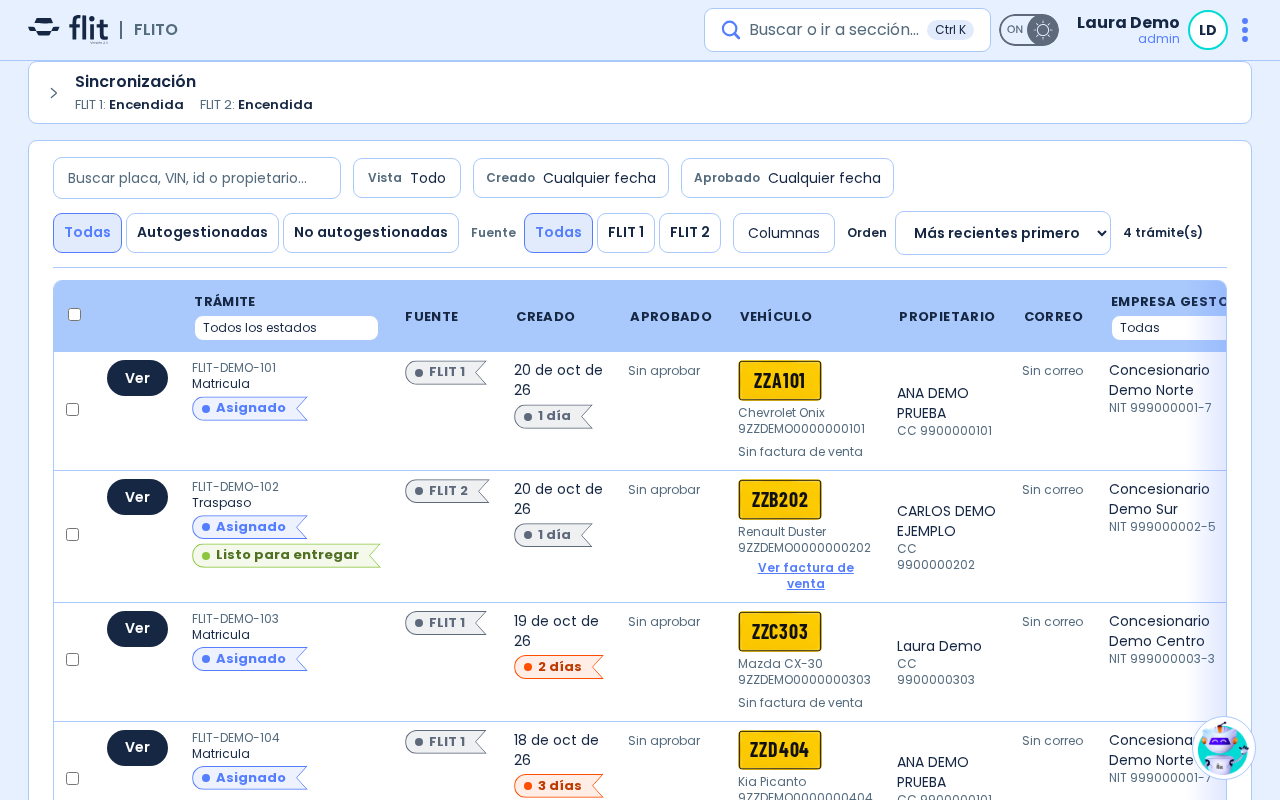 flit FLITO
Buscar o ir a sección... Ctrl K
ON
Laura Demo
admin
LD
Sincronización
FLIT 1: Encendida FLIT 2: Encendida
Buscar placa, VIN, id o propietario...
Vista Todo
Creado Cualquier fecha
Aprobado Cualquier fecha
Todas Autogestionadas No autogestionadas Fuente Todas FLIT 1 FLIT 2 Columnas Orden Más recientes primero 4 trámite(s)
TRÁMITE
Todos los estados
FUENTE CREADO APROBADO VEHÍCULO PROPIETARIO CORREO
EMPRESA GESTO
Todas
Ver
FLIT-DEMO-101
Matricula
Asignado
FLIT 1
20 de oct de
26
1 día
Sin aprobar
ZZA101
Chevrolet Onix
9ZZDEMO0000000101
Sin factura de venta
ANA DEMO
PRUEBA
CC 9900000101
Sin correo
Concesionario
Demo Norte
NIT 999000001-7
Ver
FLIT-DEMO-102
Traspaso
Asignado
Listo para entregar
FLIT 2
20 de oct de
26
1 día
Sin aprobar
ZZB202
Renault Duster
9ZZDEMO0000000202
Ver factura de
venta
CARLOS DEMO
EJEMPLO
CC
9900000202
Sin correo
Concesionario
Demo Sur
NIT 999000002-5
Ver
FLIT-DEMO-103
Matricula
Asignado
FLIT 1
19 de oct de
26
2 días
Sin aprobar
ZZC303
Mazda CX-30
9ZZDEMO0000000303
Sin factura de venta
Laura Demo
CC
9900000303
Sin correo
Concesionario
Demo Centro
NIT 999000003-3
Ver
FLIT-DEMO-104
Matricula
Asignado
FLIT 1
18 de oct de
26
3 días
Sin aprobar
ZZD404
Kia Picanto
9ZZDEMO0000000404
ANA DEMO
PRUEBA
CC 9900000101
Sin correo
Concesiona
Demo Norte
NIT 999000001-7